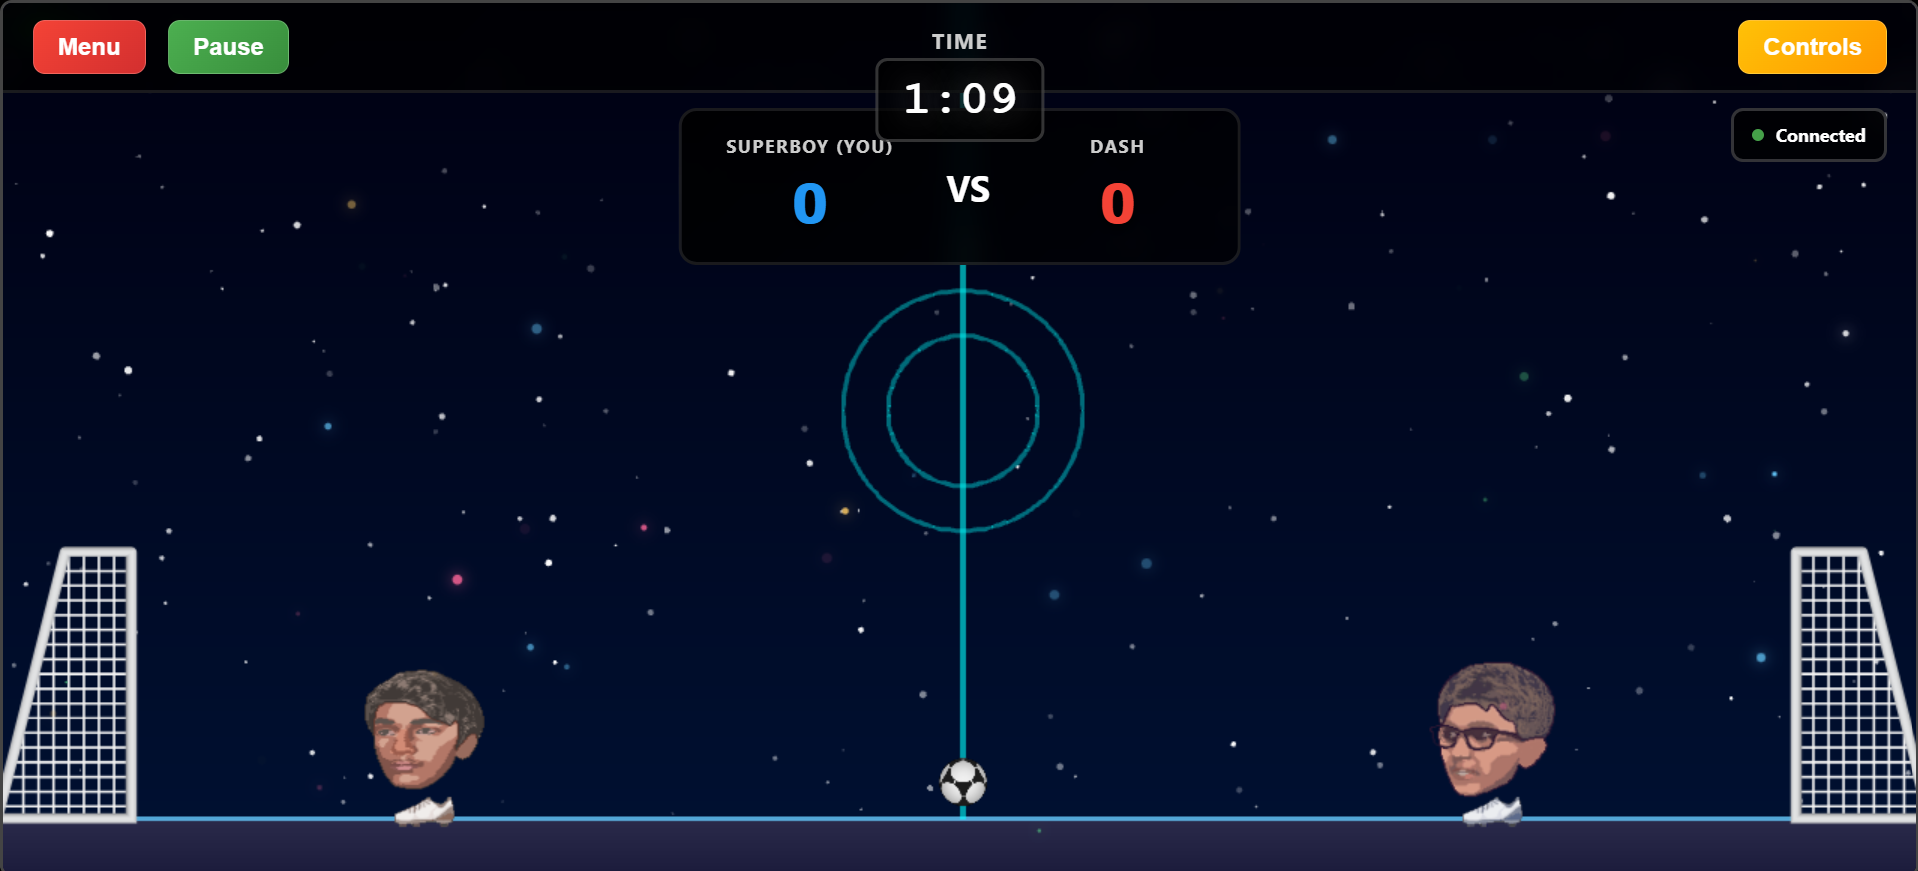 Menu
Pause
TIME
Controls
1:09
Connected
SUPERBOY (YOU)
VS
DASH
0
0